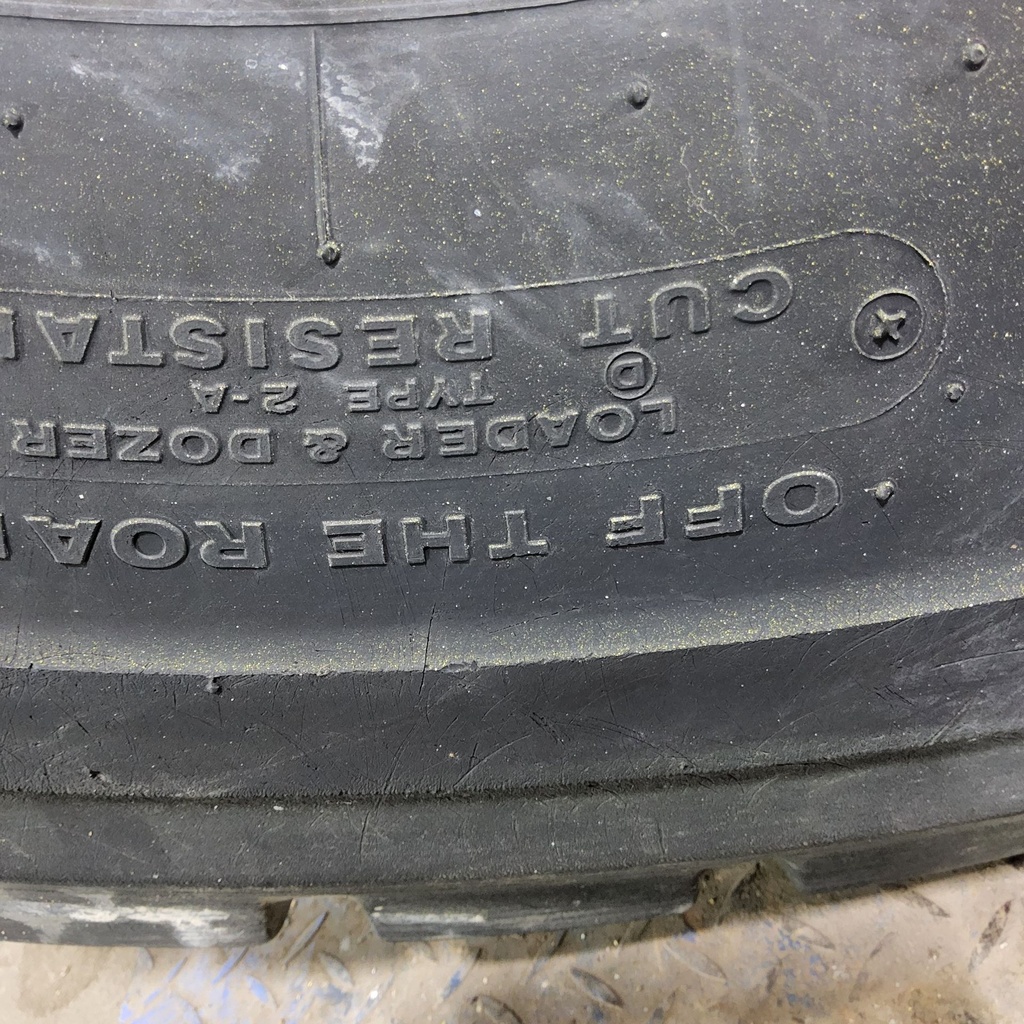 OFF THE ROA
LOADER & DOZER
Ⓓ TYPE 2-A
CUT RESISTA